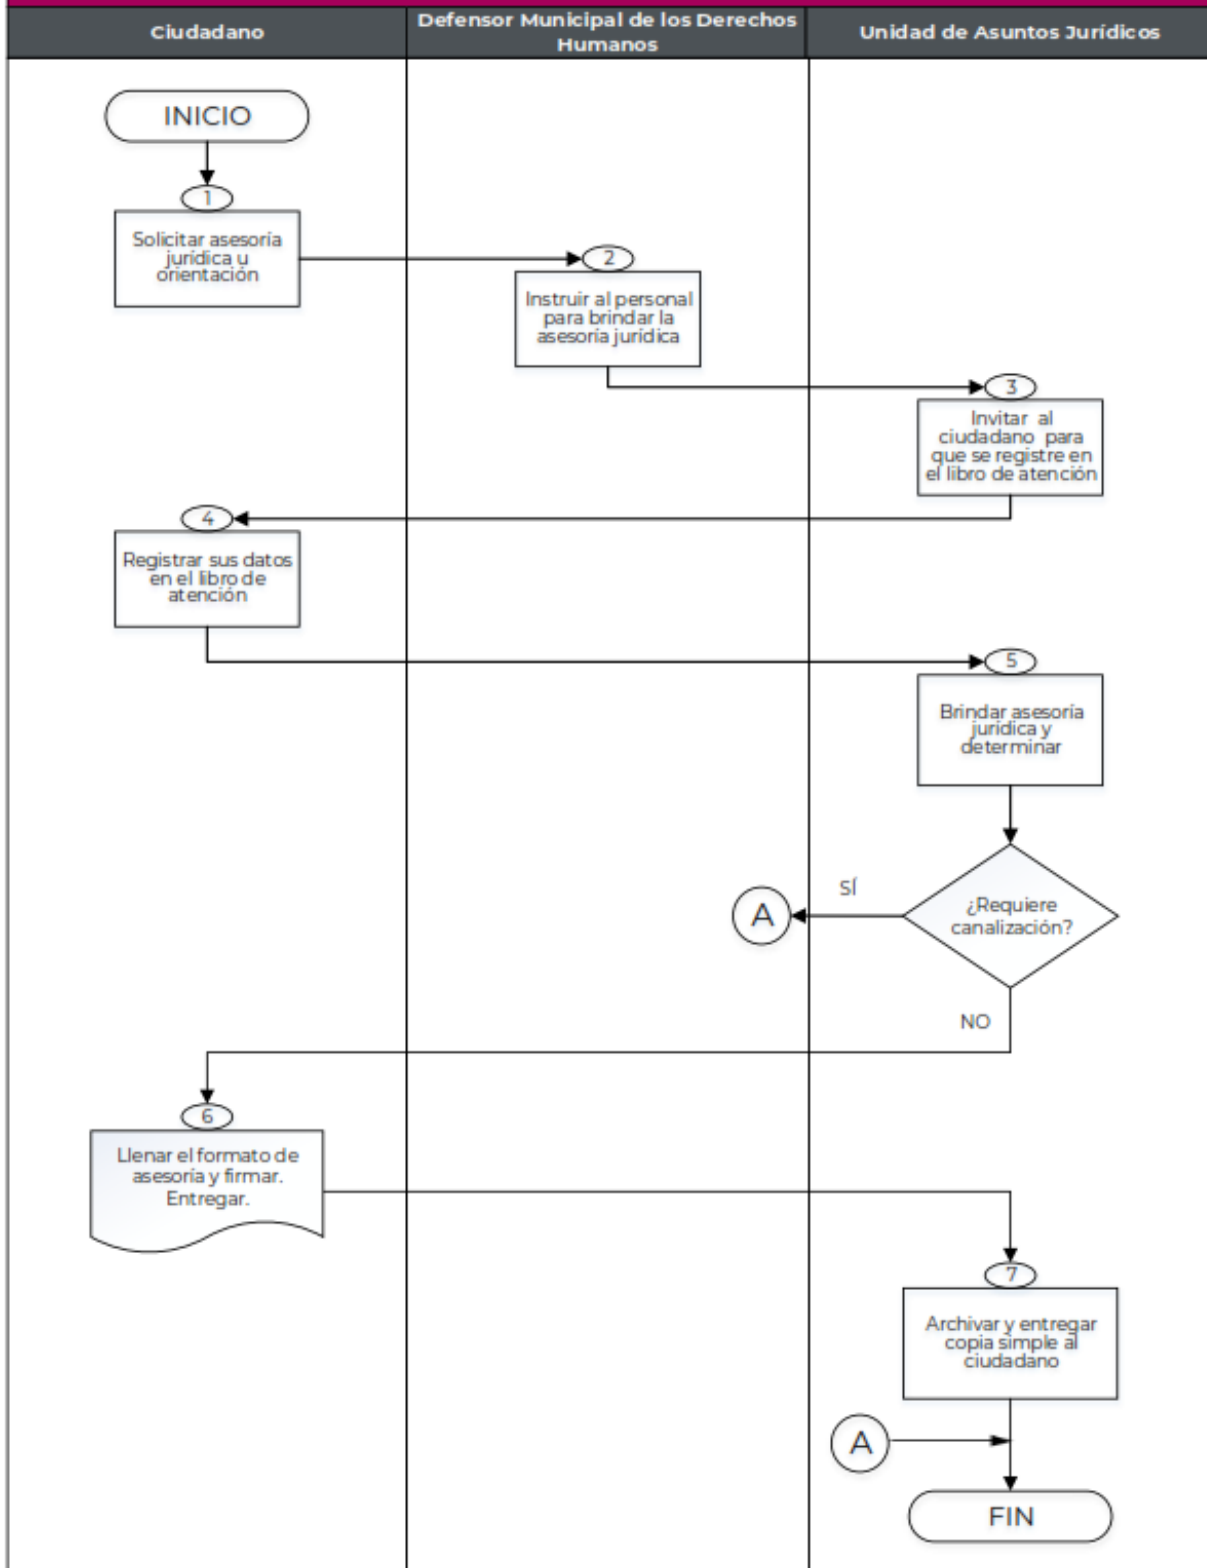 Ciudadano
Defensor Municipal de los Derechos
Humanos
Unidad de Asuntos Jurídicos
INICIO
1
Solicitar asesoría
jurídica u
orientación
2
Instruir al personal
para brindar la
asesoría jurídica
3
Invitar al
ciudadano para
que se registre en
el libro de atención
4
Registrar sus datos
en el libro de
atención
5
Brindar asesoría
jurídica y
determinar
¿Requiere
canalización?
SÍ
A
NO
6
Llenar el formato de
asesoría y firmar.
Entregar.
7
Archivar y entregar
copia simple al
ciudadano
A
FIN